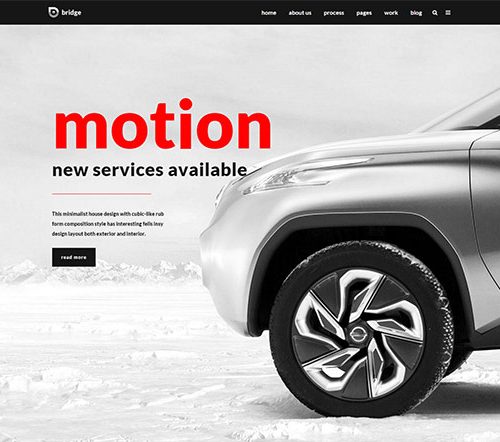 bridge
home about us process pages work blog
motion
new services available
This minimalist house design with cubic-like rub
form composition style has interesting fells insy
design layout both exterior and interior.
read more